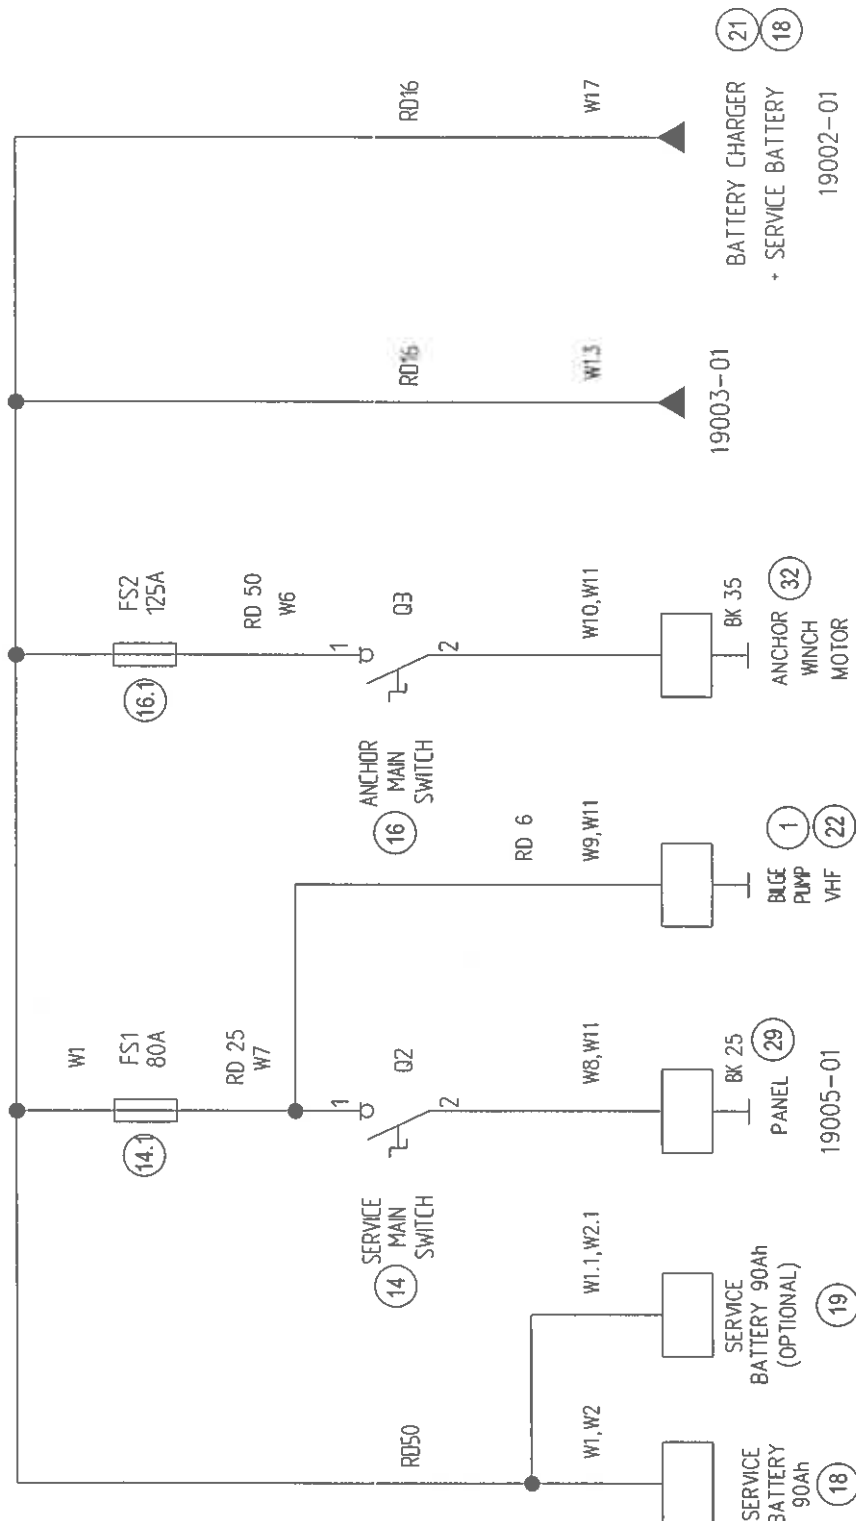 21
18
RD16
W17
BATTERY CHARGER
+ SERVICE BATTERY
19002-01
RD16
W13
19003-01
FS2
125A
16.1
RD 50
W6
1
Q3
2
ANCHOR
MAIN
SWITCH
16
W10,W11
BK 35
ANCHOR
WINCH
MOTOR
32
RD 6
W9,W11
BILGE
PUMP
VHF
1
22
W1
FS1
80A
14.1
RD 25
W7
1
Q2
2
SERVICE
MAIN
SWITCH
14
W8,W11
BK 25
PANEL
29
19005-01
W1.1,W2.1
SERVICE
BATTERY 90Ah
(OPTIONAL)
19
RD50
W1,W2
SERVICE
BATTERY
90Ah
18